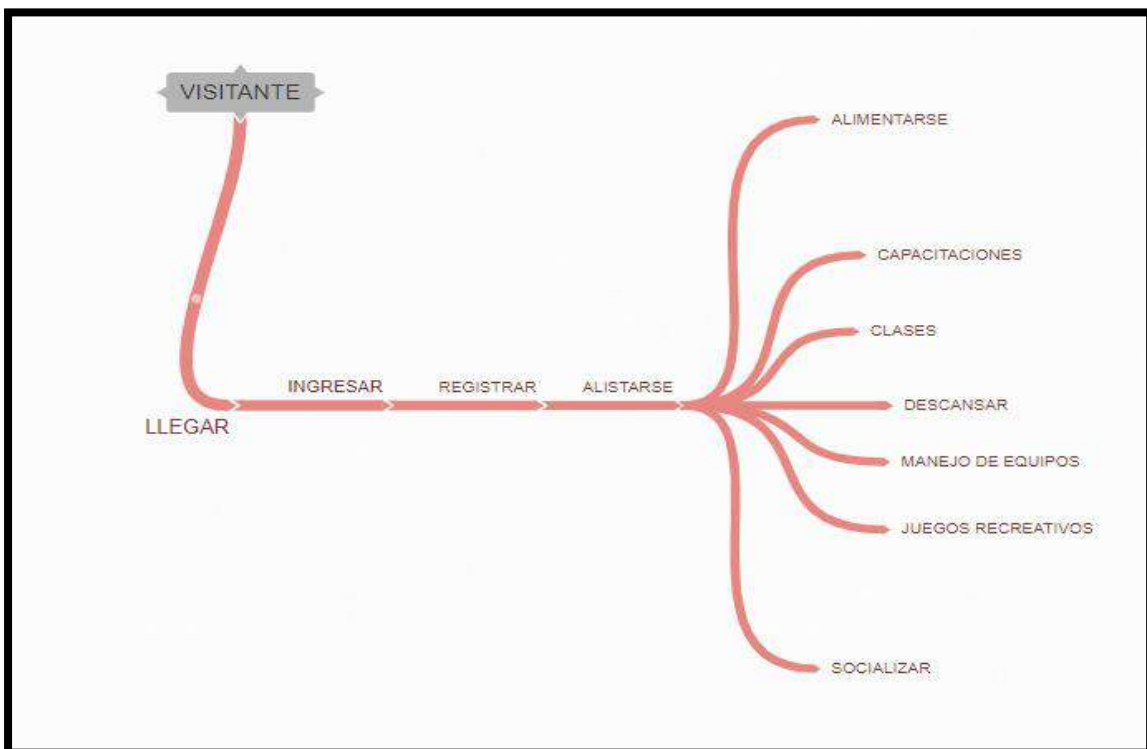 VISITANTE
LLEGAR
INGRESAR
REGISTRAR
ALISTARSE
ALIMENTARSE
CAPACITACIONES
CLASES
DESCANSAR
MANEJO DE EQUIPOS
JUEGOS RECREATIVOS
SOCIALIZAR